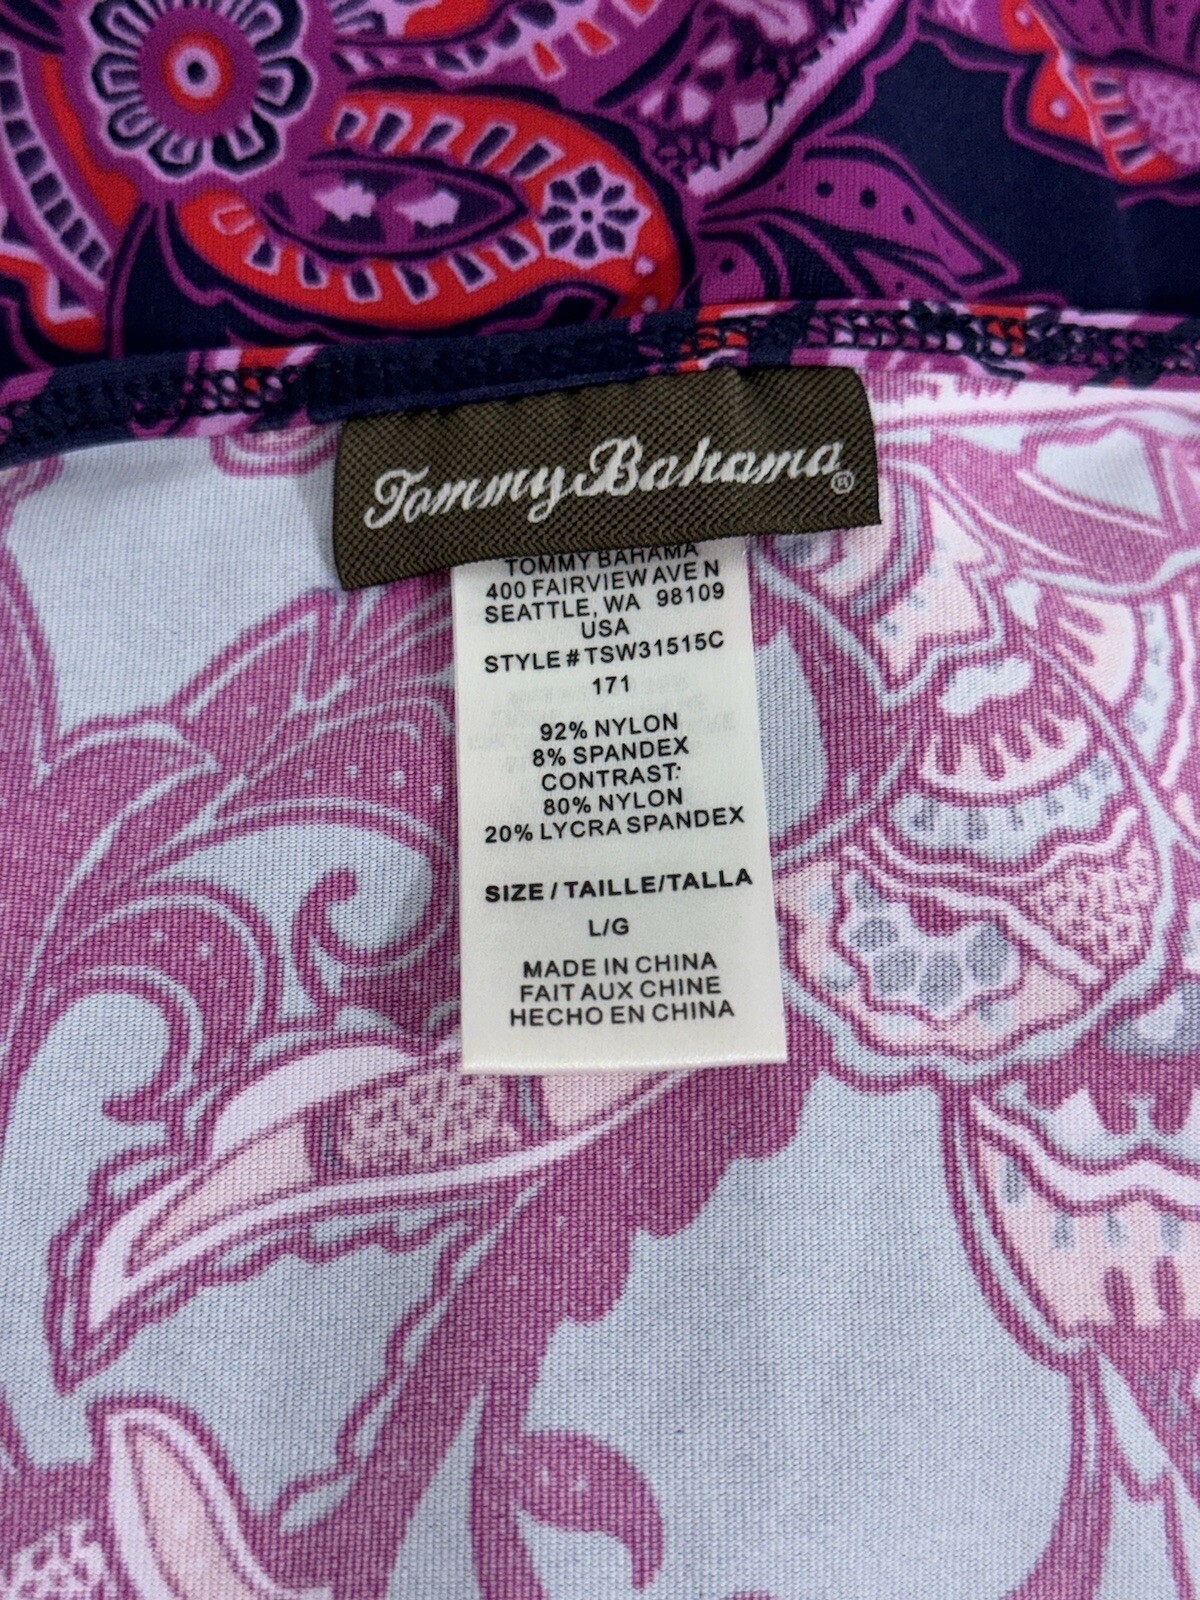 Tommy Bahama®
TOMMY BAHAMA
400 FAIRVIEW AVE N
SEATTLE, WA 98109
USA
STYLE # TSW31515C
171
92% NYLON
8% SPANDEX
CONTRAST:
80% NYLON
20% LYCRA SPANDEX
SIZE / TAILLE/TALLA
L/G
MADE IN CHINA
FAIT AUX CHINE
HECHO EN CHINA